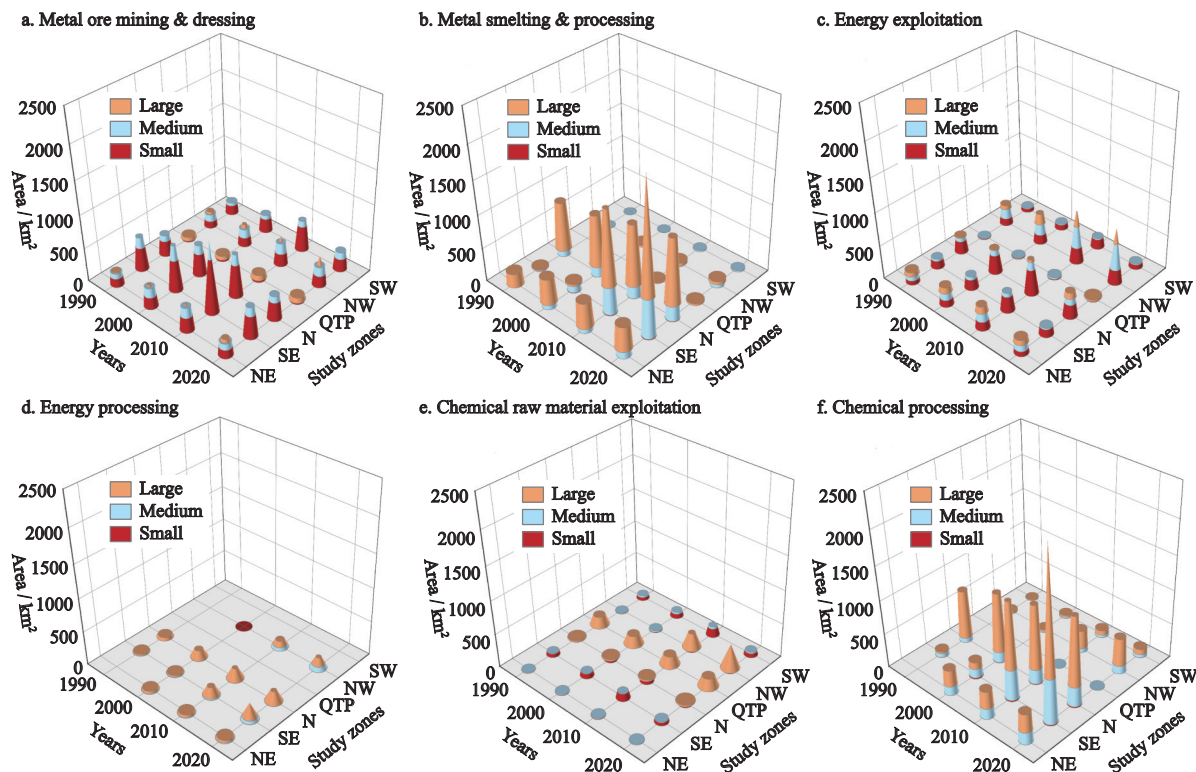 a. Metal ore mining & dressing
2500
2000
1500
1000
500
0
Area / km²
Large
Medium
Small
1990
2000
2010
2020
Years
NE
SE
N
QTP
NW
SW
Study zones
b. Metal smelting & processing
2500
2000
1500
1000
500
0
Area / km²
Large
Medium
Small
1990
2000
2010
2020
Years
NE
SE
N
QTP
NW
SW
Study zones
c. Energy exploitation
2500
2000
1500
1000
500
0
Area / km²
Large
Medium
Small
1990
2000
2010
2020
Years
NE
SE
N
QTP
NW
SW
Study zones
d. Energy processing
2500
2000
1500
1000
500
0
Area / km²
Large
Medium
Small
1990
2000
2010
2020
Years
NE
SE
N
QTP
NW
SW
Study zones
e. Chemical raw material exploitation
2500
2000
1500
1000
500
0
Area / km²
Large
Medium
Small
1990
2000
2010
2020
Years
NE
SE
N
QTP
NW
SW
Study zones
f. Chemical processing
2500
2000
1500
1000
500
0
Area / km²
Large
Medium
Small
1990
2000
2010
2020
Years
NE
SE
N
QTP
NW
SW
Study zones